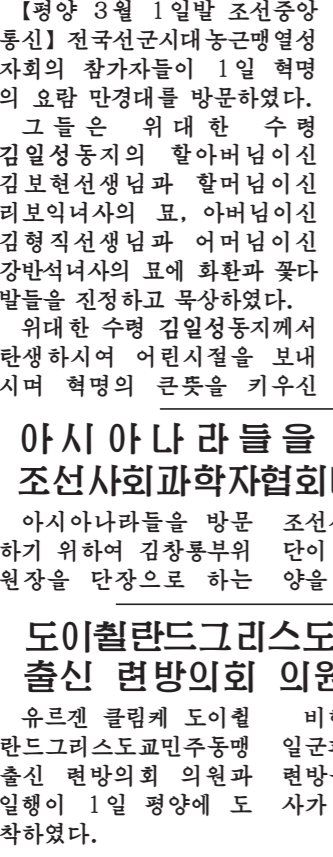 【평양 3월 1일발 조선중앙
통신】전국선군시대농근맹열성
자회의 참가자들이 1일 혁명
의 요람 만경대를 방문하였다.
그들은 위대한 수령
김일성동지의 할아버님이신
김보현선생님과 할머님이신
리보익녀사의 묘, 아버님이신
김형직선생님과 어머님이신
강반석녀사의 묘에 화환과 꽃다
발들을 진정하고 묵상하였다.
위대한 수령 김일성동지께서
탄생하시여 어린시절을 보내
시며 혁명의 큰뜻을 키우신
아시아나라들을
조선사회과학자협회
아시아나라들을 방문
하기 위하여 김창룡부위
원장을 단장으로 하는
조선
단이
양을
도이췰란드그리스도
출신 련방의회 의원
유르겐 클림케 도이췰
란드그리스도교민주동맹
출신 련방의회 의원과
일행이 1일 평양에 도
착하였다.
비
일군
련방
사가